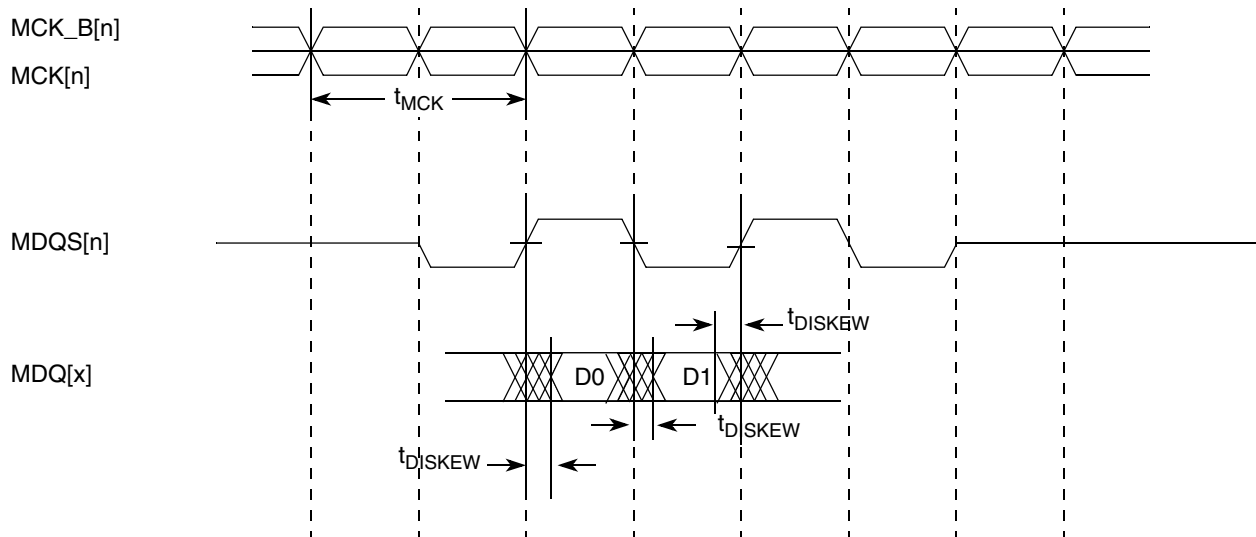 MCK_B[n]
MCK[n]
tMCK
MDQS[n]
tDISKEW
MDQ[x]
D0
D1
tDISKEW
tDISKEW